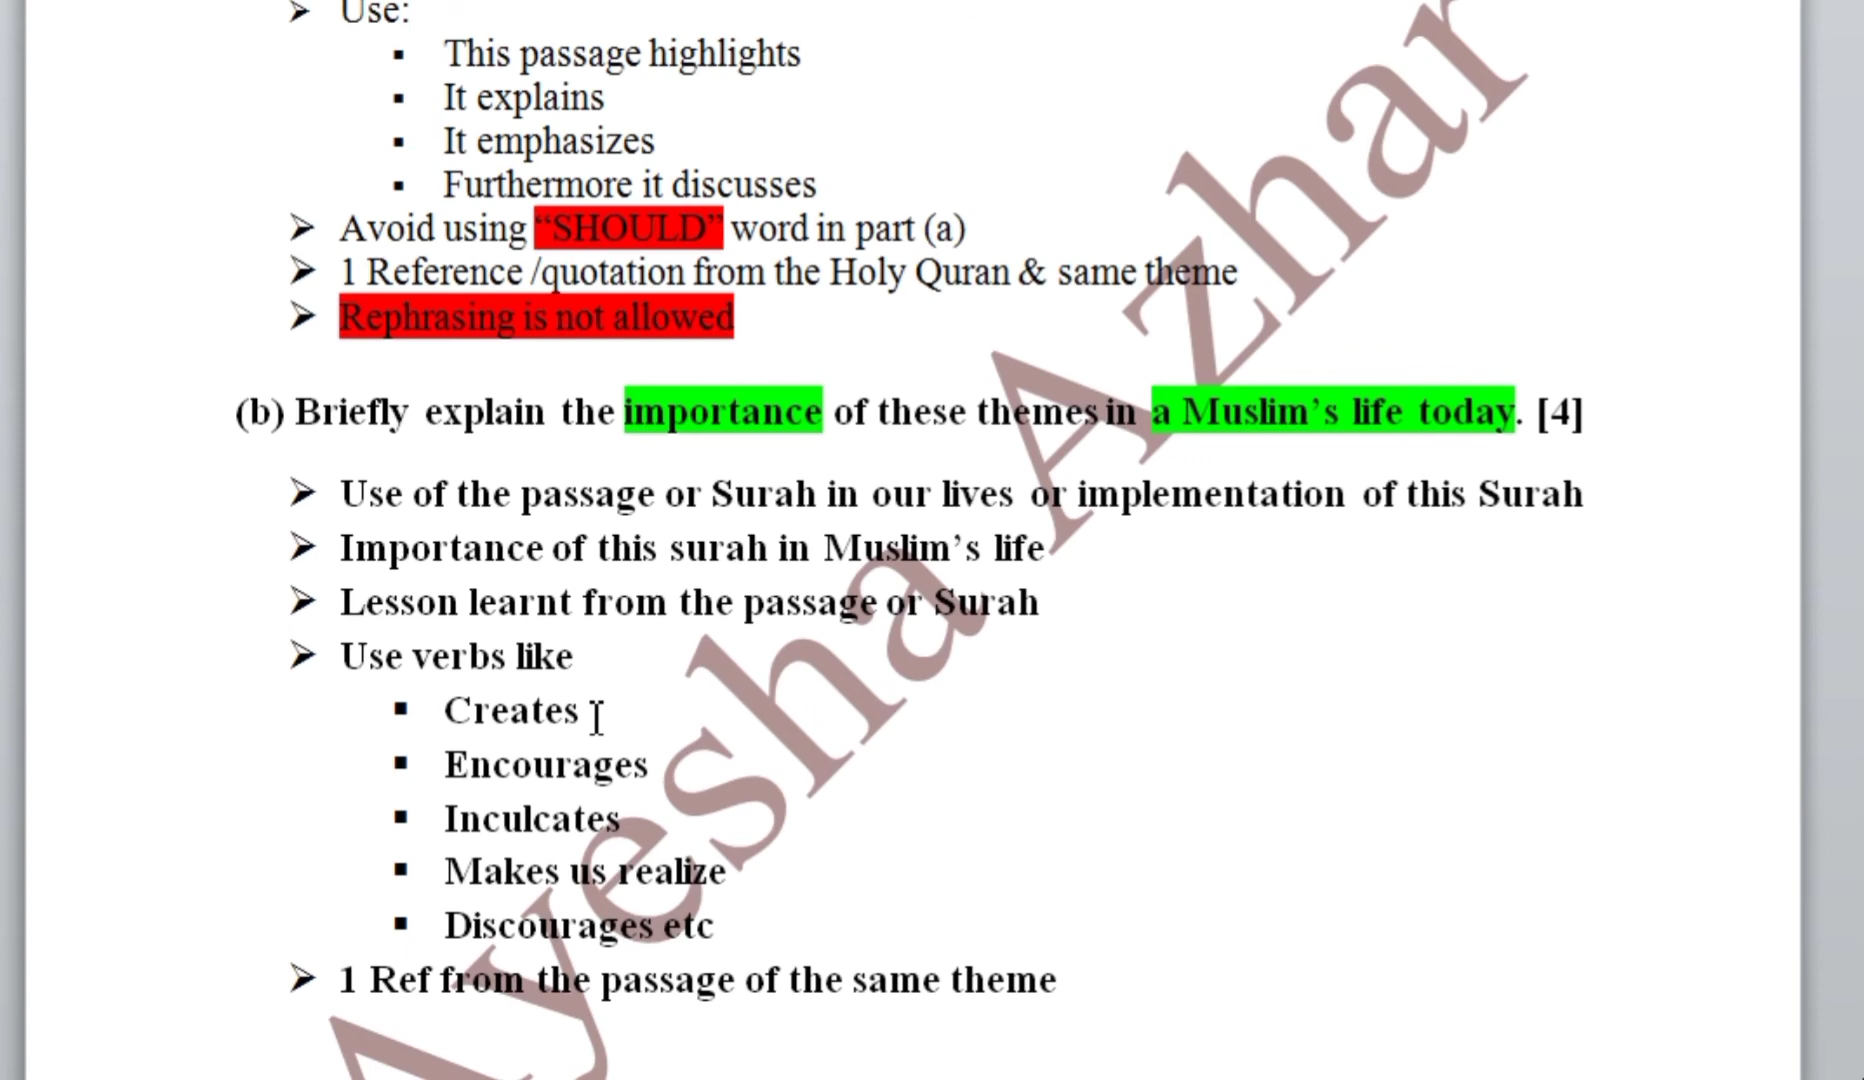 ➤ Use:
▪ This passage highlights
▪ It explains
▪ It emphasizes
▪ Furthermore it discusses
➤ Avoid using “SHOULD” word in part (a)
➤ 1 Reference /quotation from the Holy Quran & same theme
➤ Rephrasing is not allowed
(b) Briefly explain the importance of these themes in a Muslim’s life today. [4]
➤ Use of the passage or Surah in our lives or implementation of this Surah
➤ Importance of this surah in Muslim’s life
➤ Lesson learnt from the passage or Surah
➤ Use verbs like
▪ Creates
▪ Encourages
▪ Inculcates
▪ Makes us realize
▪ Discourages etc
➤ 1 Ref from the passage of the same theme
Ayesha Azhar